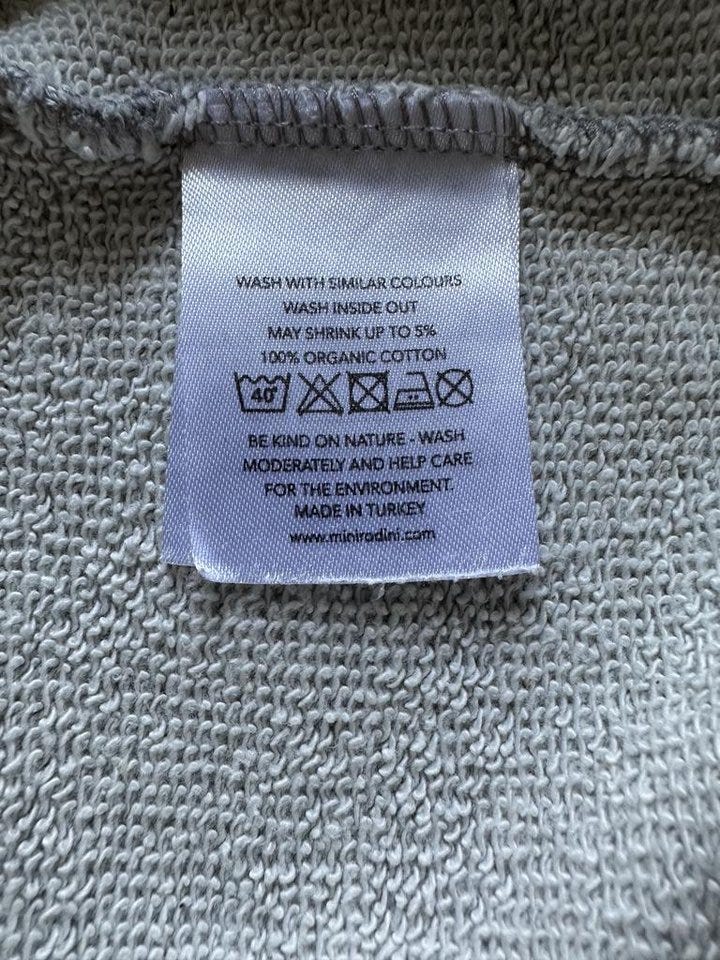 WASH WITH SIMILAR COLOURS
WASH INSIDE OUT
MAY SHRINK UP TO 5%
100% ORGANIC COTTON
40°
BE KIND ON NATURE - WASH
MODERATELY AND HELP CARE
FOR THE ENVIRONMENT.
MADE IN TURKEY
www.minirodini.com